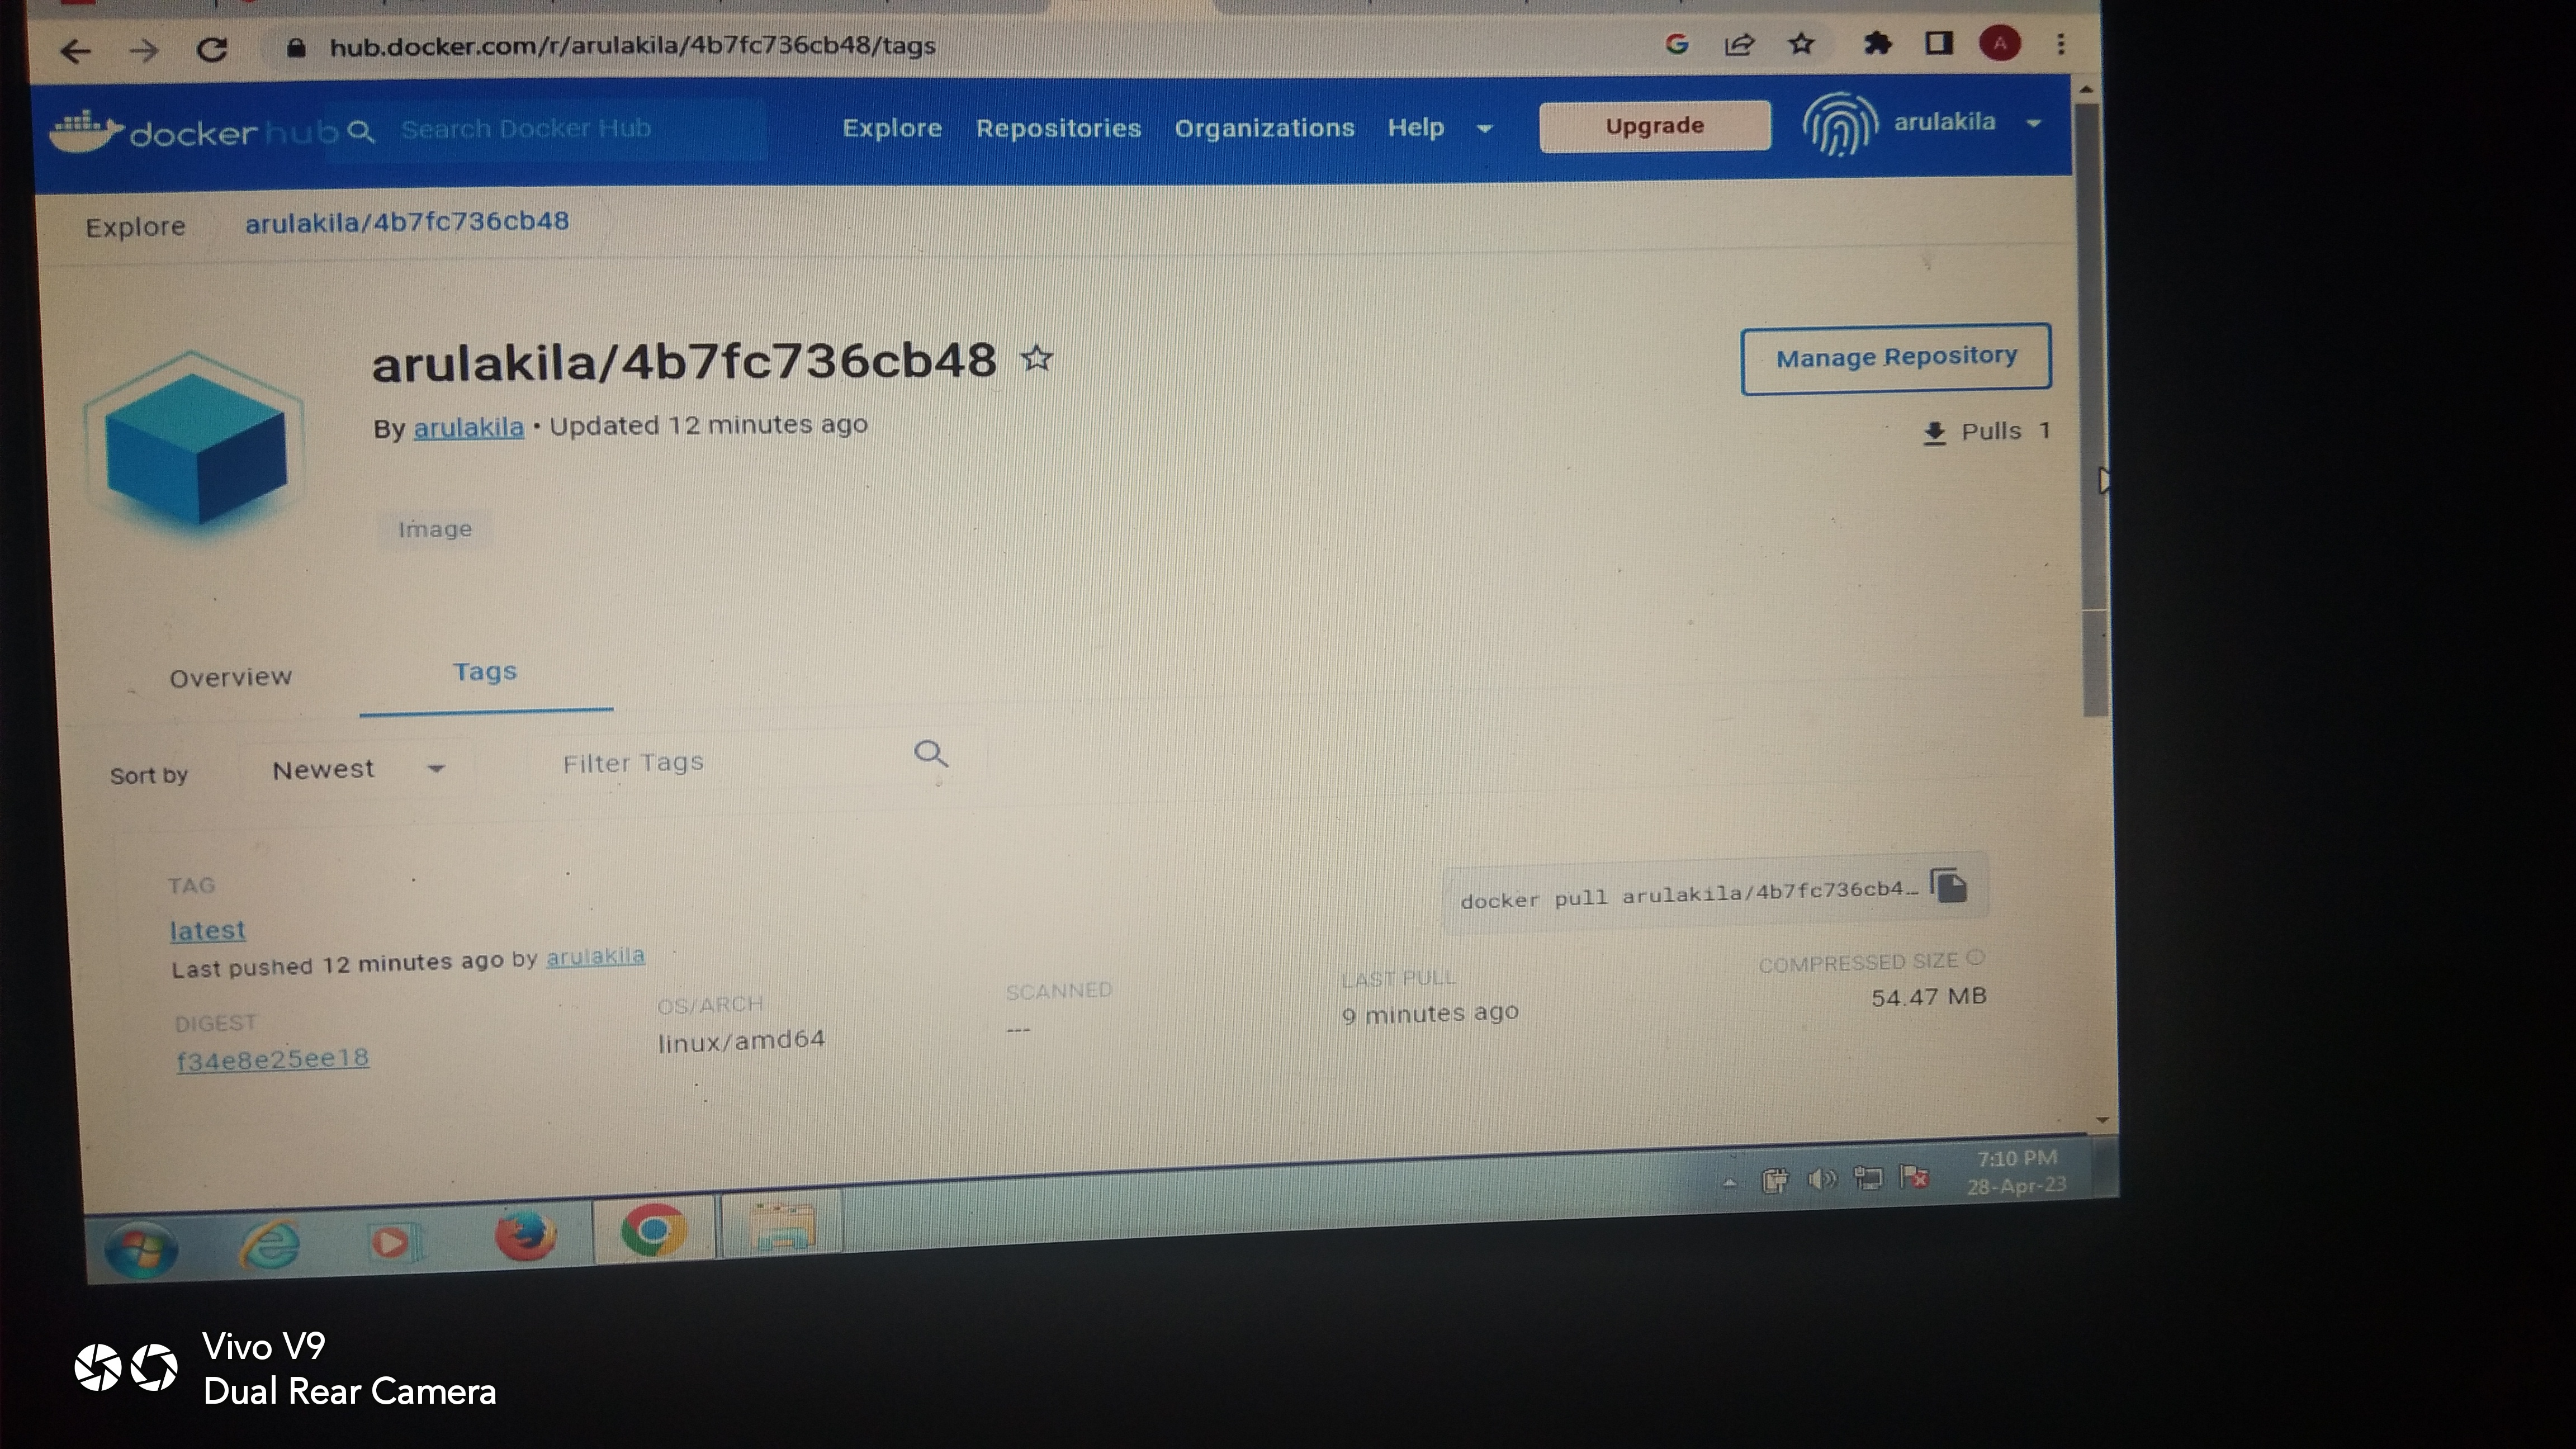 hub.docker.com/r/arulakila/4b7fc736cb48/tags
A
docker hub Search Docker Hub Explore Repositories Organizations Help Upgrade arulakila
Explore arulakila/4b7fc736cb48
arulakila/4b7fc736cb48
Manage Repository
By arulakila • Updated 12 minutes ago
Pulls 1
Image
Overview Tags
Sort by Newest Filter Tags
TAG
docker pull arulakila/4b7fc736cb4…
latest
Last pushed 12 minutes ago by arulakila
DIGEST OS/ARCH SCANNED LAST PULL COMPRESSED SIZE
f34e8e25ee18 linux/amd64 --- 9 minutes ago 54.47 MB
7:10 PM
28-Apr-23
Vivo V9
Dual Rear Camera